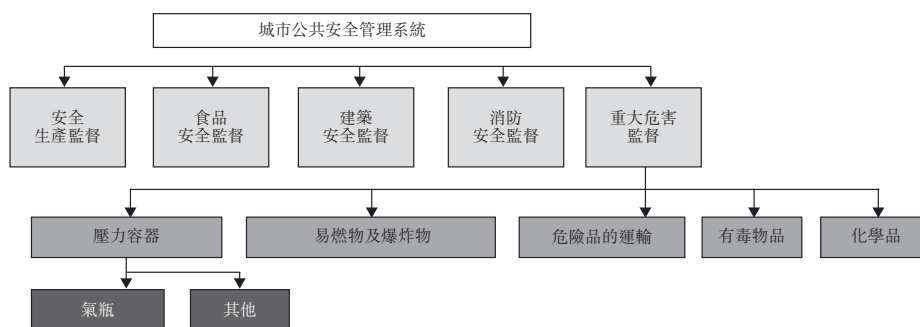 城市公共安全管理系統
安全
生產監督
食品
安全監督
建築
安全監督
消防
安全監督
重大危害
監督
壓力容器
易燃物及爆炸物
危險品的運輸
有毒物品
化學品
氣瓶
其他